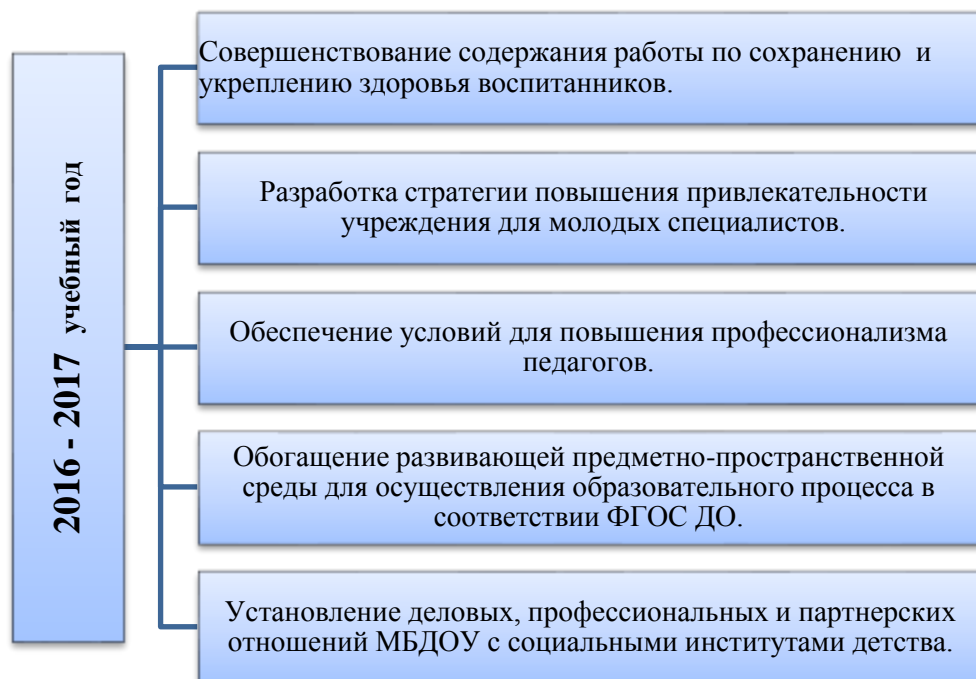 2016 - 2017 учебный год
Совершенствование содержания работы по сохранению и
укреплению здоровья воспитанников.
Разработка стратегии повышения привлекательности
учреждения для молодых специалистов.
Обеспечение условий для повышения профессионализма
педагогов.
Обогащение развивающей предметно-пространственной
среды для осуществления образовательного процесса в
соответствии ФГОС ДО.
Установление деловых, профессиональных и партнерских
отношений МБДОУ с социальными институтами детства.